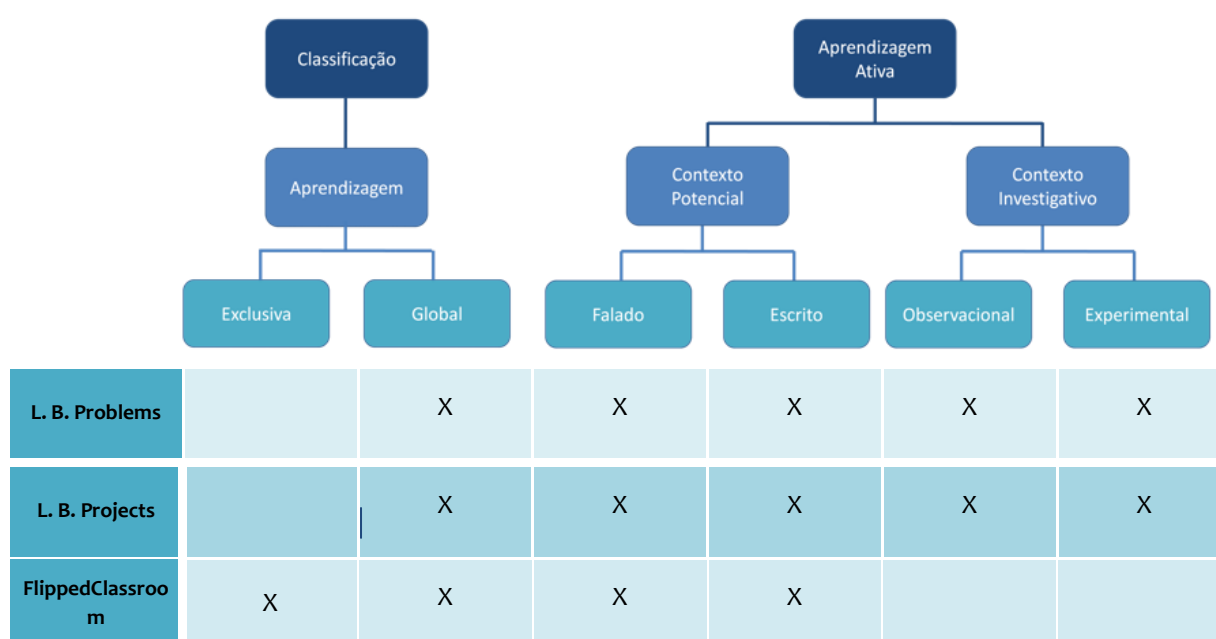 Classificação
Aprendizagem
Ativa
Aprendizagem
Contexto
Potencial
Contexto
Investigativo
Exclusiva
Global
Falado
Escrito
Observacional
Experimental
L. B. Problems
X
X
X
X
X
L. B. Projects
X
X
X
X
X
FlippedClassroo
m
X
X
X
X